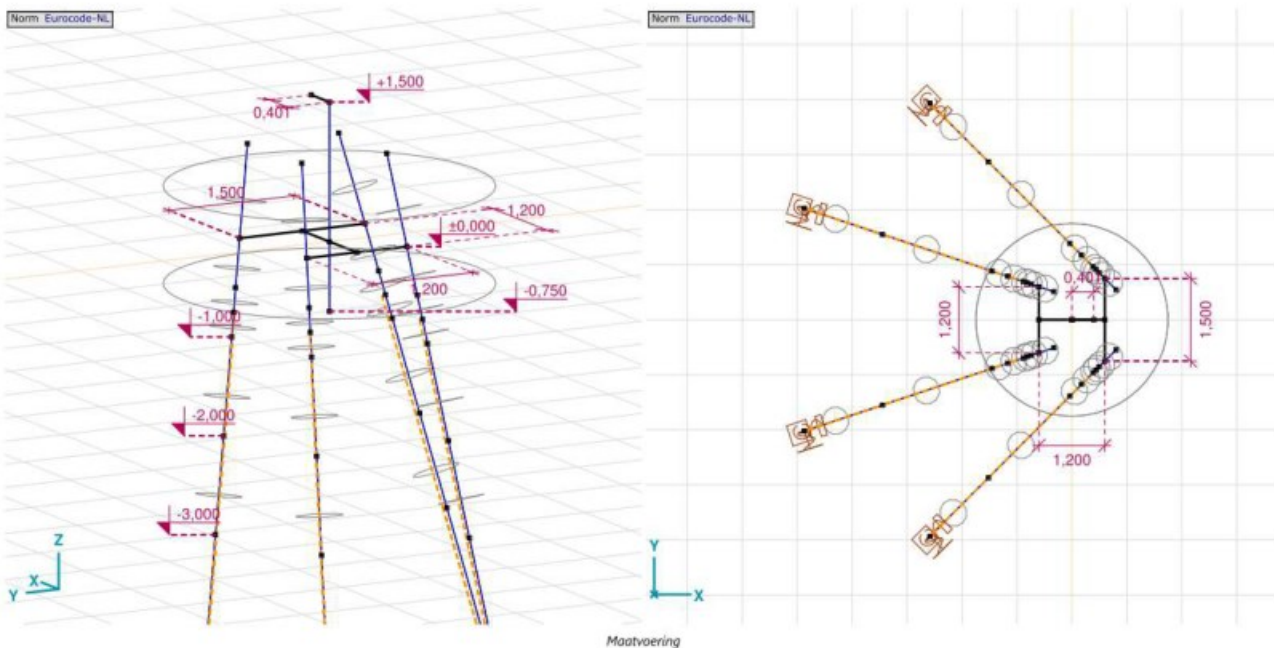 Norm Eurocode-NL
+1,500
0,401
1,500
1,200
±0,000
1,200
-0,750
-1,000
-2,000
-3,000
Z
X
Y
Norm Eurocode-NL
0,401
1,200
1,500
1,200
Y
X
Maatvoering